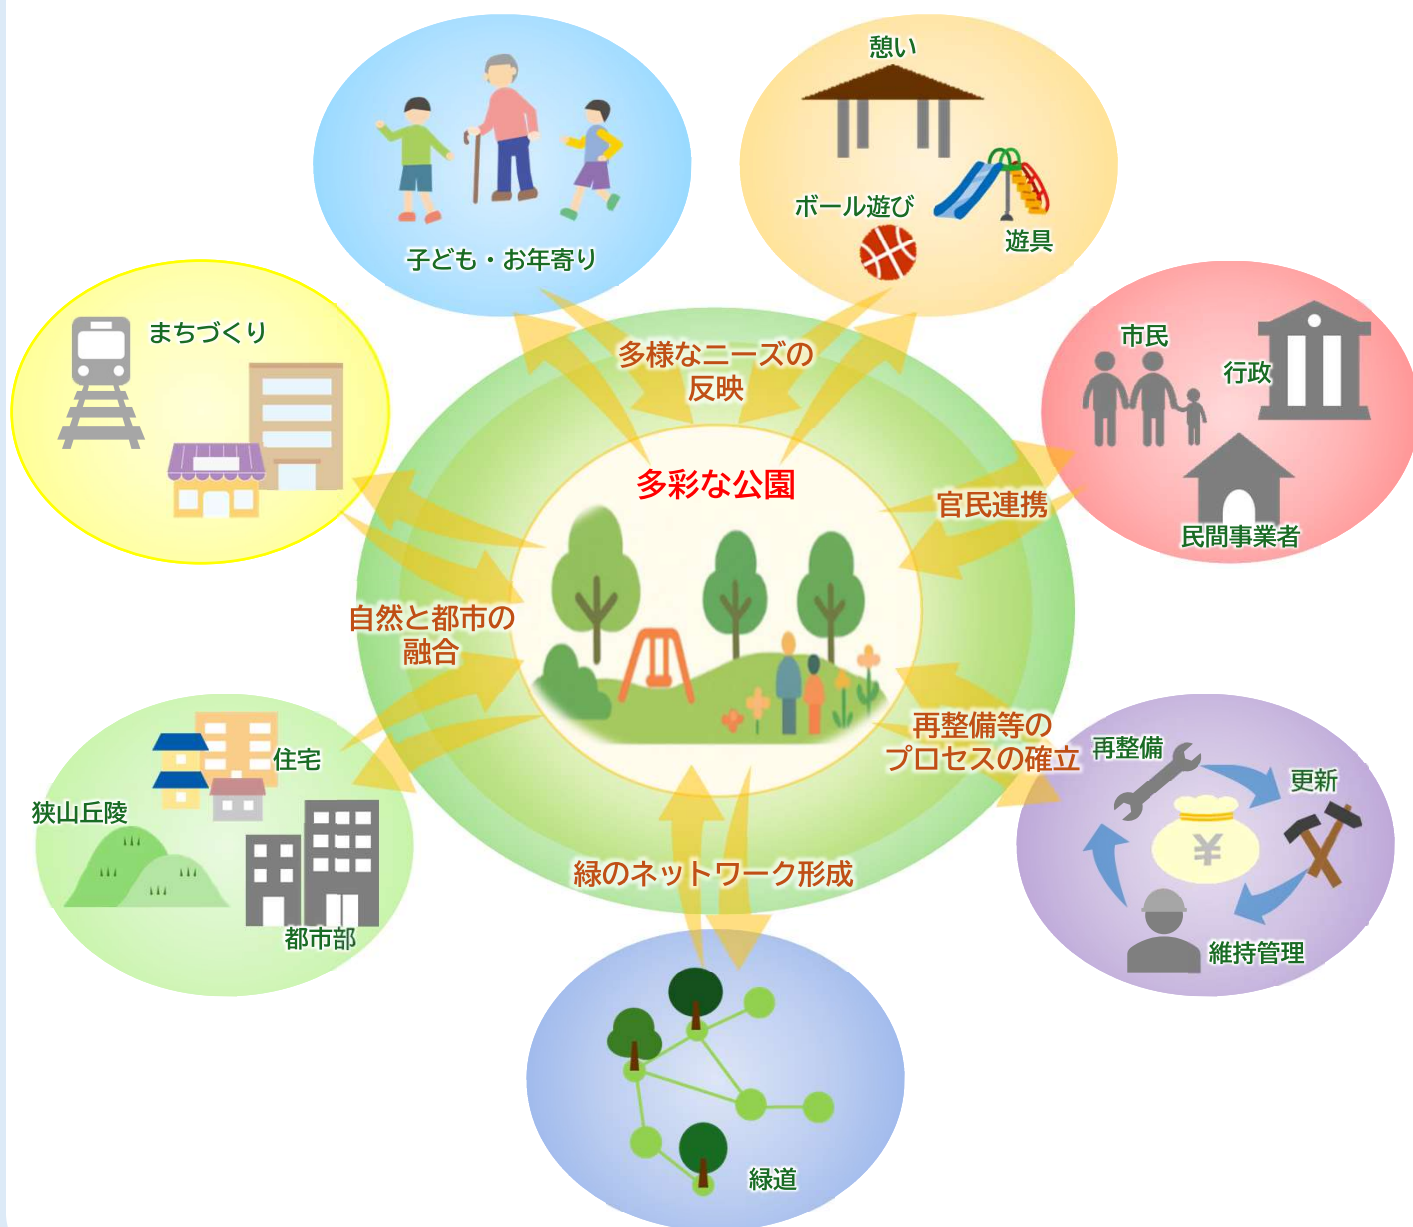 憩い
ボール遊び
遊具
子ども・お年寄り
まちづくり
市民
行政
民間事業者
多様なニーズの
反映
多彩な公園
官民連携
自然と都市の
融合
再整備等の
プロセスの確立
緑のネットワーク形成
住宅
狭山丘陵
都市部
再整備
更新
¥
維持管理
緑道